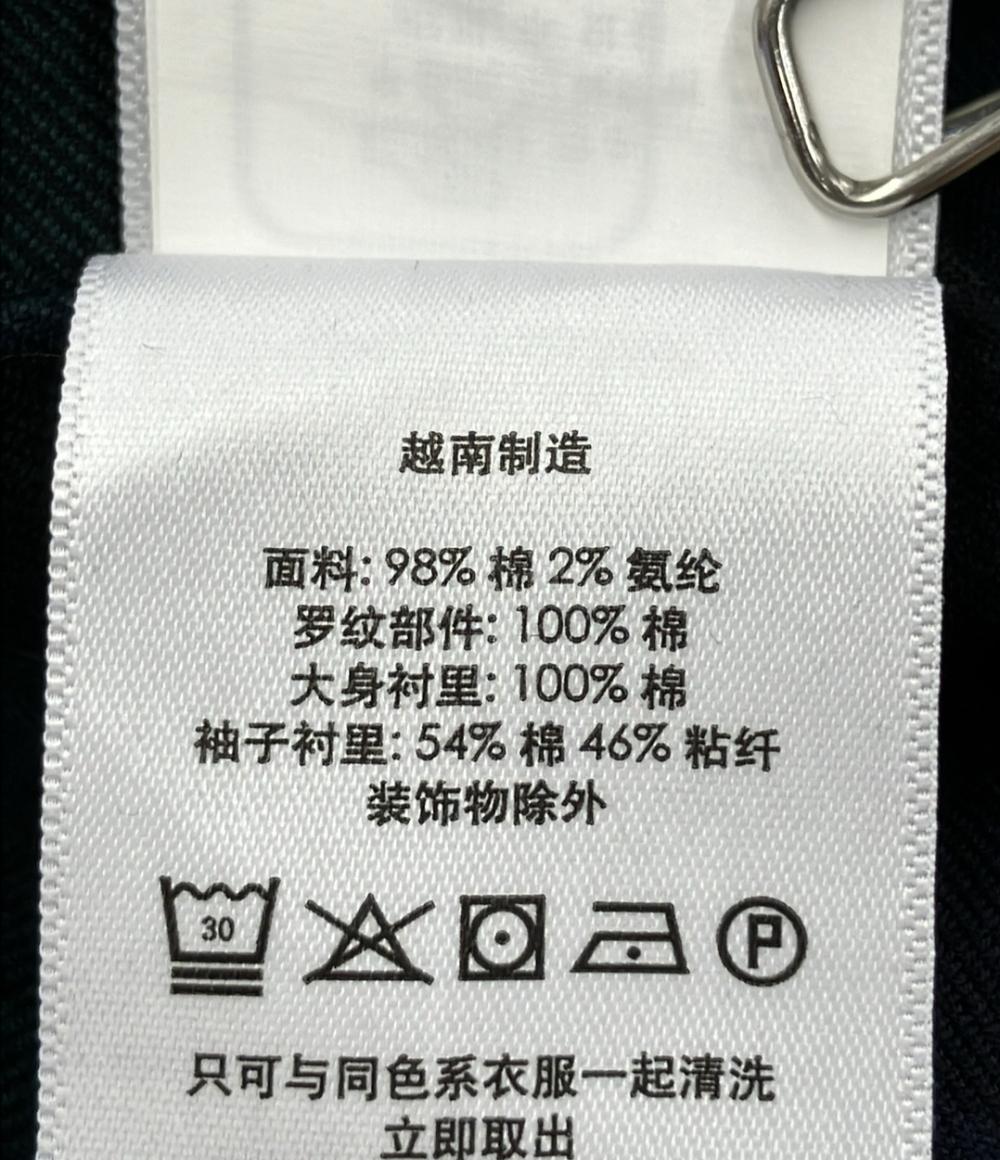 越南制造
面料: 98% 棉 2% 氨纶
罗纹部件: 100% 棉
大身衬里: 100% 棉
袖子衬里: 54% 棉 46% 粘纤
装饰物除外
30
P
只可与同色系衣服一起清洗
立即取出